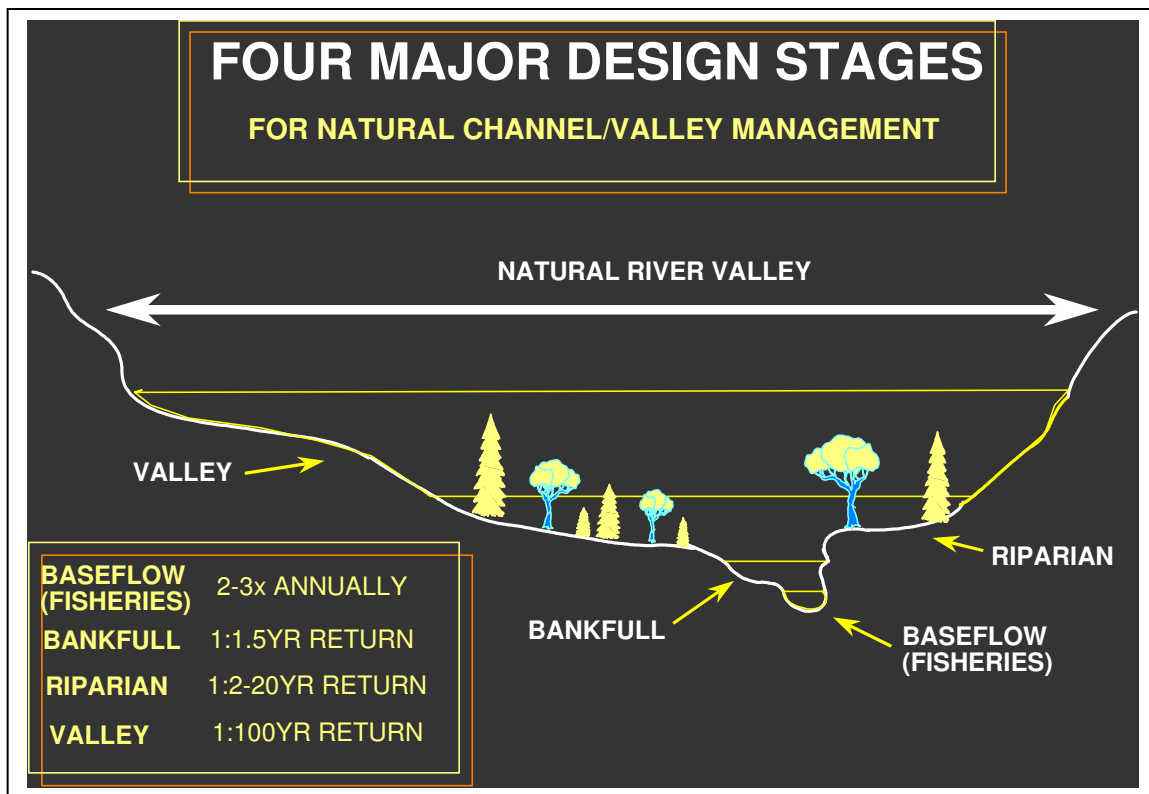 FOUR MAJOR DESIGN STAGES
FOR NATURAL CHANNEL/VALLEY MANAGEMENT
NATURAL RIVER VALLEY
VALLEY
RIPARIAN
BANKFULL
BASEFLOW
(FISHERIES)
BASEFLOW
(FISHERIES) 2-3x ANNUALLY
BANKFULL 1:1.5YR RETURN
RIPARIAN 1:2-20YR RETURN
VALLEY 1:100YR RETURN